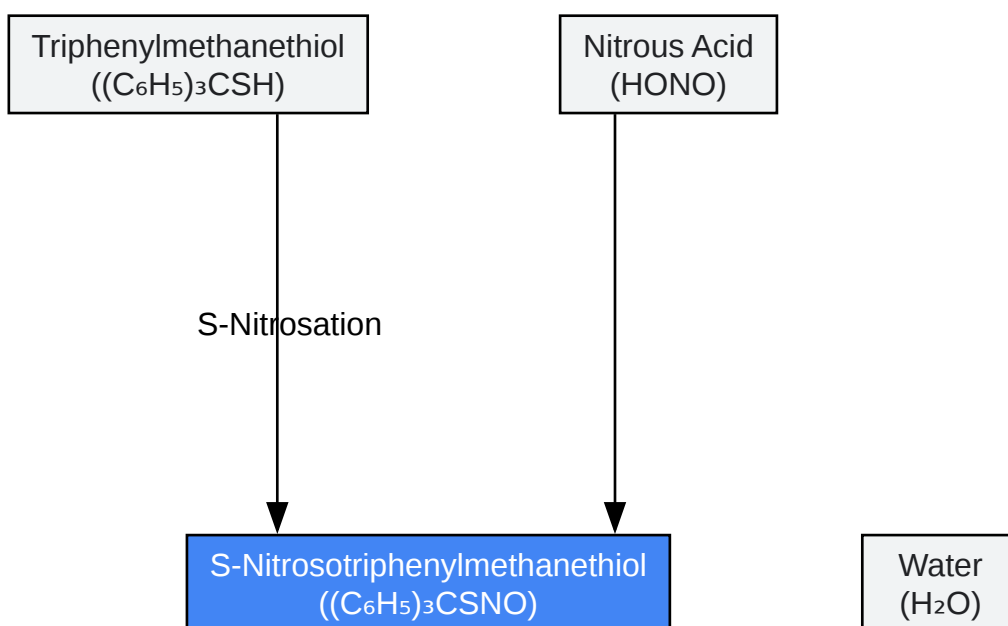 Triphenylmethanethiol
((C₆H₅)₃CSH)
Nitrous Acid
(HONO)
S-Nitrosation
S-Nitrosotriphenylmethanethiol
((C₆H₅)₃CSNO)
Water
(H₂O)